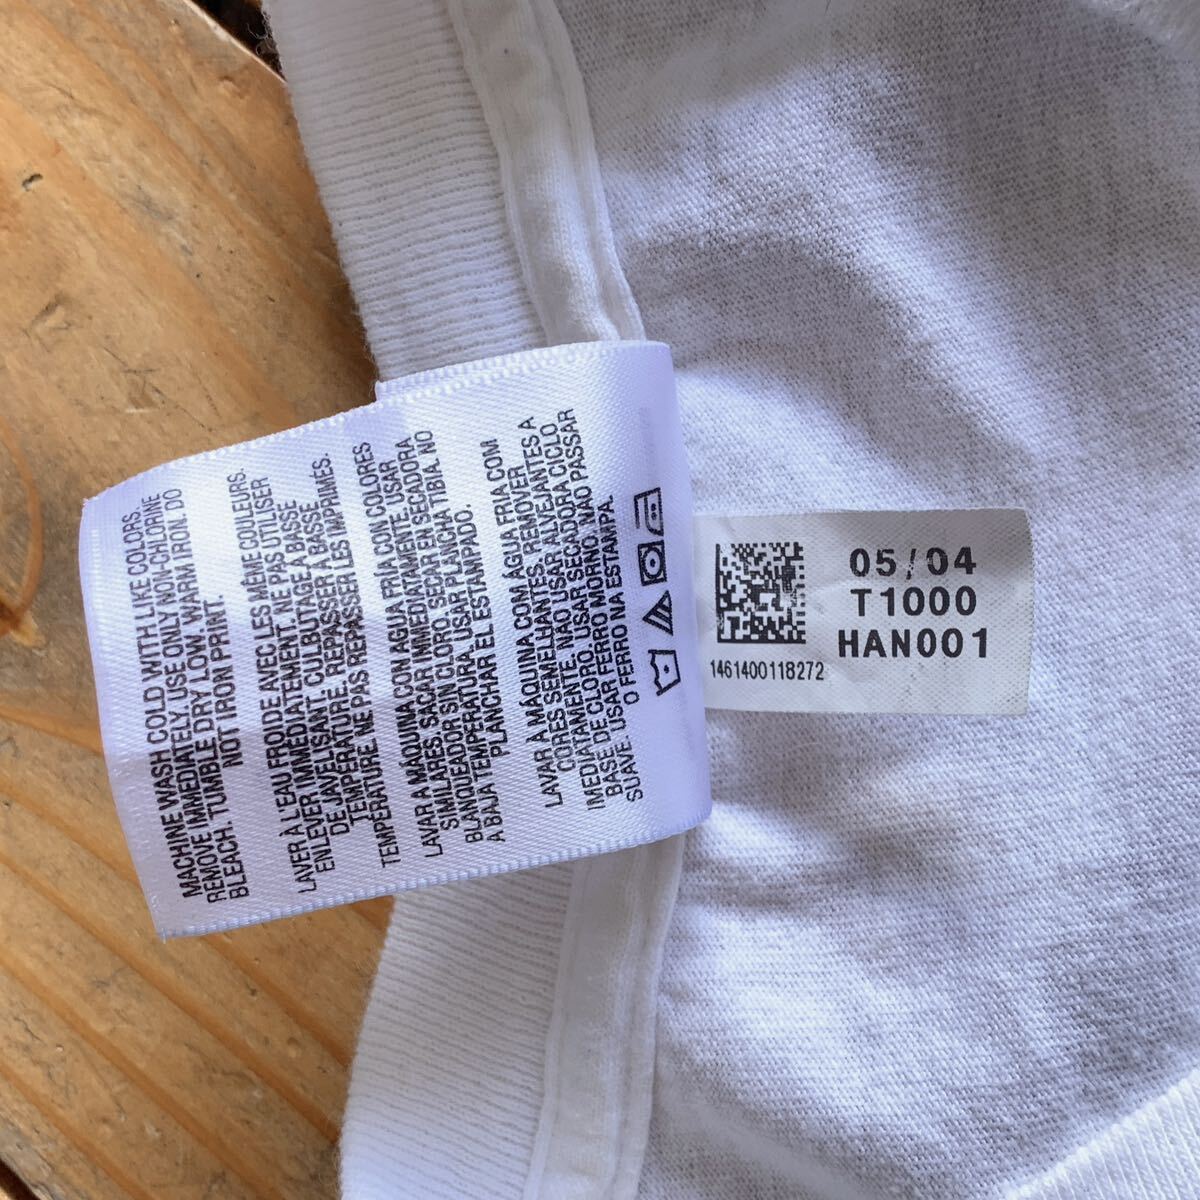 MACHINE WASH COLD WITH LIKE COLORS.
REMOVE IMMEDIATELY. USE ONLY NON-CHLORINE
BLEACH. TUMBLE DRY LOW. WARM IRON. DO
NOT IRON PRINT.
LAVER À L'EAU FROIDE AVEC LES MÊME COULEURS.
ENLEVER IMMÉDIATEMENT. NE PAS UTILISER
DE JAVELISANT. CULBUTAGE À BASSE
TEMPÉRATURE. REPASSER À BASSE
TEMPÉRATURE. NE PAS REPASSER LES IMPRIMÉS.
LAVAR A MÁQUINA CON AGUA FRÍA CON COLORES
SIMILARES. SACAR IMMEDIATAMENTE. USAR
BLANQUEADOR SIN CLORO. SECAR EN SECADORA
A BAJA TEMPERATURA. USAR PLANCHA TIBIA. NO
PLANCHAR EL ESTAMPADO.
LAVAR À MÁQUINA COM ÁGUA FRIA COM
CORES SEMELHANTES. REMOVER
IMEDIATAMENTE. NÃO USAR ALVEJANTES A
BASE DE CLORO. USAR SECADORA CICLO
SUAVE. USAR FERRO MORNO. NÃO PASSAR
O FERRO NA ESTAMPA.
05/04
T1000
HAN001
1461400118272